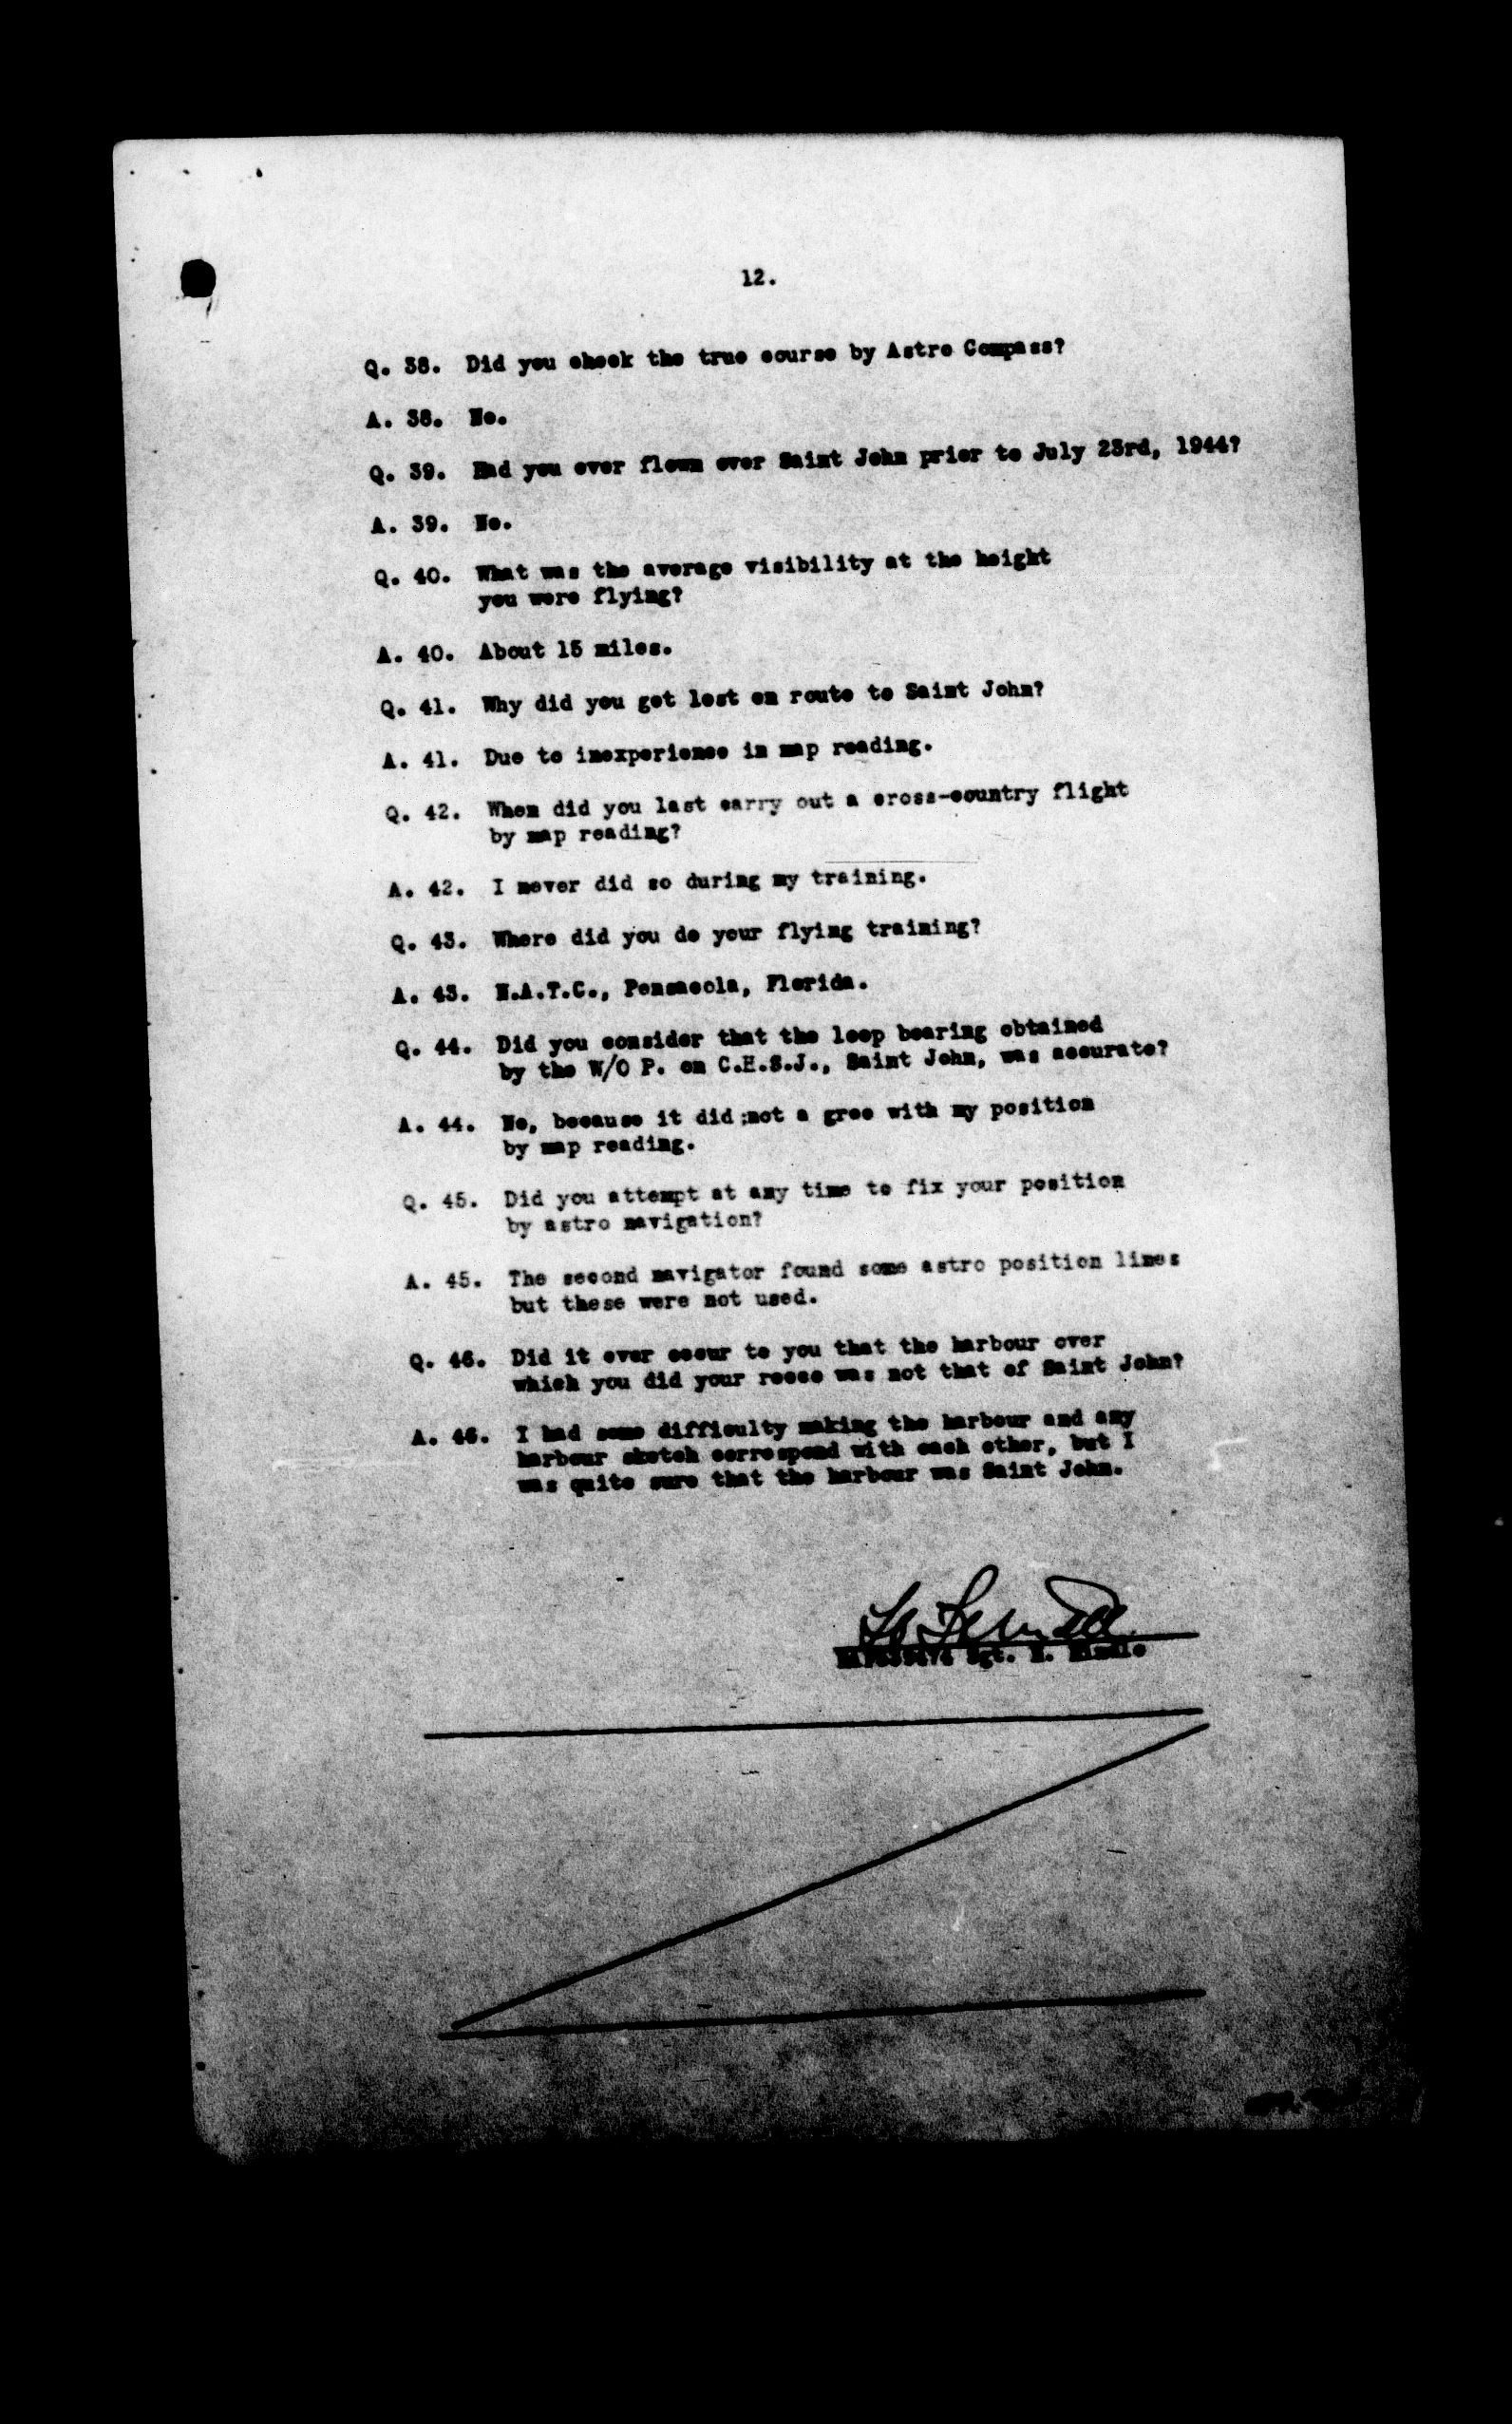 12.
Q. 38. Did you check the true course by Astro Compass?
A. 38. No.
Q. 39. Had you ever flown over Saint John prior to July 23rd, 1944?
A. 39. No.
Q. 40. What was the average visibility at the height
you were flying?
A. 40. About 15 miles.
Q. 41. Why did you get lost en route to Saint John?
A. 41. Due to inexperience in map reading.
Q. 42. When did you last carry out a cross-country flight
by map reading?
A. 42. I never did so during my training.
Q. 43. Where did you do your flying training?
A. 43. N.A.T.C., Pensacola, Florida.
Q. 44. Did you consider that the loop bearing obtained
by the W/O P. on C.H.S.J., Saint John, was accurate?
A. 44. No, because it did ;not a gree with my position
by map reading.
Q. 45. Did you attempt at any time to fix your position
by astro navigation?
A. 45. The second navigator found some astro position lines
but these were not used.
Q. 46. Did it ever occur to you that the harbour over
which you did your recce was not that of Saint John?
A. 46. I had some difficulty making the harbour and any
harbour sketch correspond with each other, but I
was quite sure that the harbour was Saint John.
Sgt.